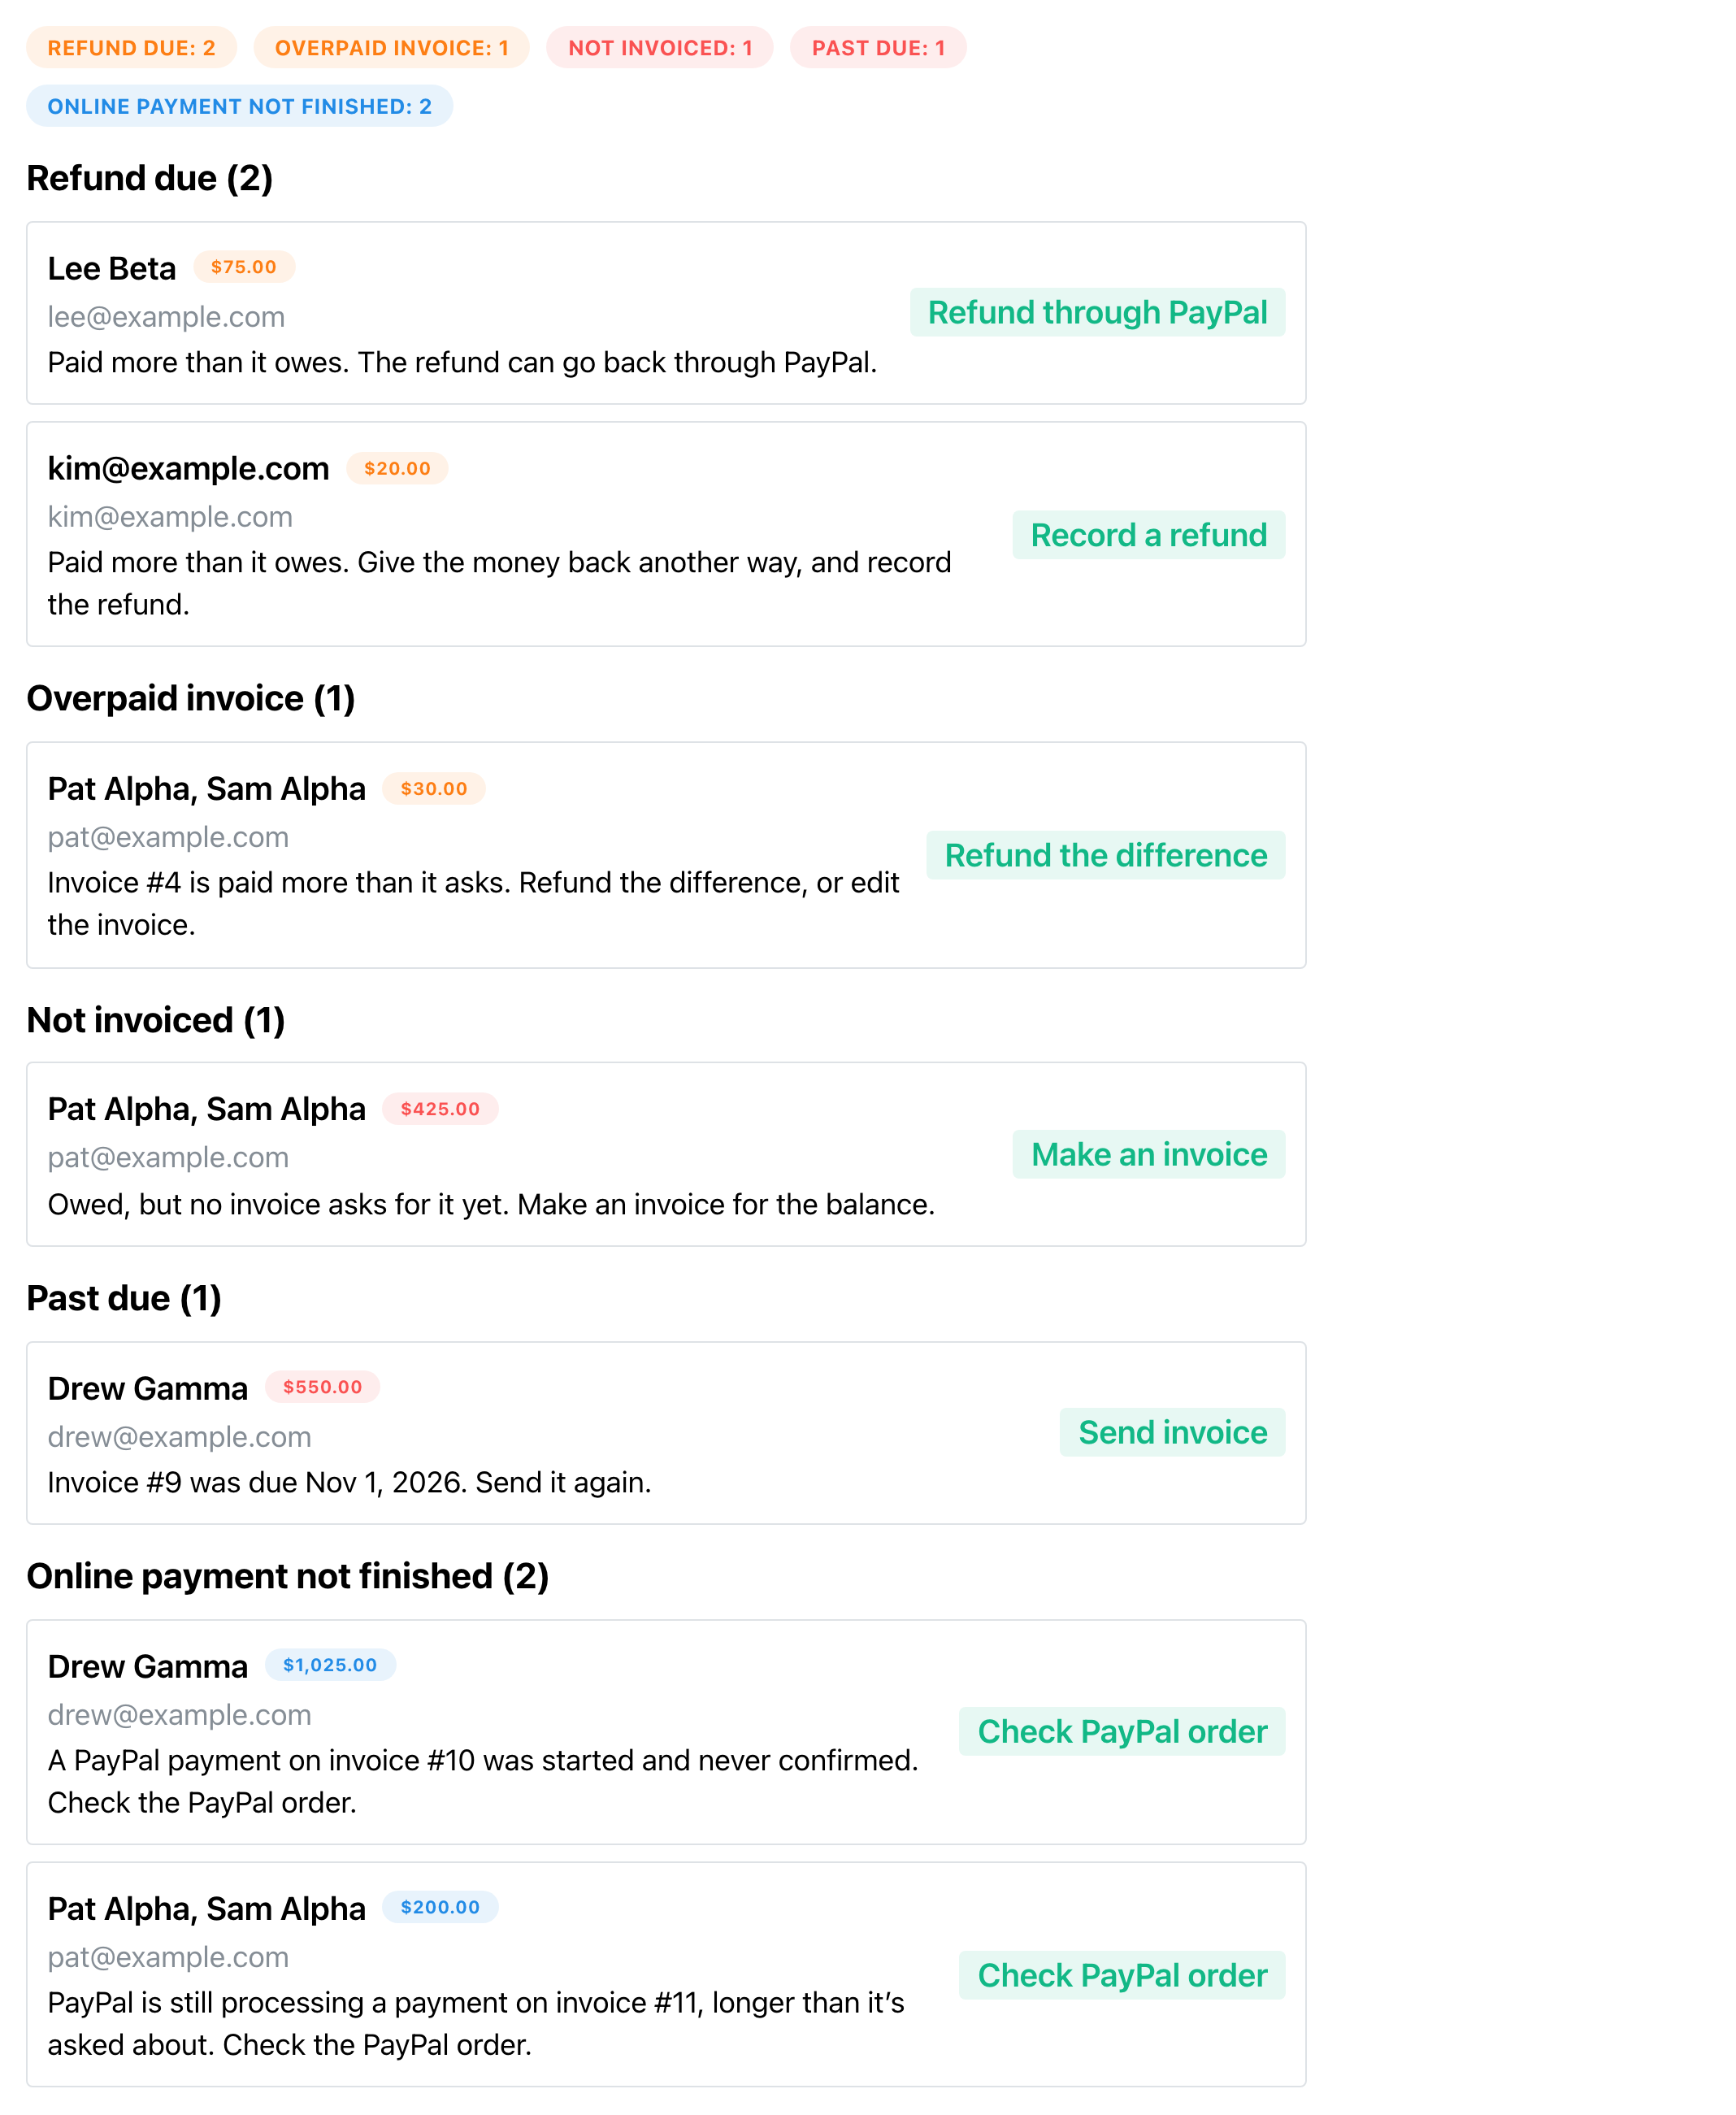 REFUND DUE: 2
OVERPAID INVOICE: 1
NOT INVOICED: 1
PAST DUE: 1
ONLINE PAYMENT NOT FINISHED: 2
Refund due (2)
Lee Beta
$75.00
lee@example.com
Paid more than it owes. The refund can go back through PayPal.
Refund through PayPal
kim@example.com
$20.00
kim@example.com
Paid more than it owes. Give the money back another way, and record
the refund.
Record a refund
Overpaid invoice (1)
Pat Alpha, Sam Alpha
$30.00
pat@example.com
Invoice #4 is paid more than it asks. Refund the difference, or edit
the invoice.
Refund the difference
Not invoiced (1)
Pat Alpha, Sam Alpha
$425.00
pat@example.com
Owed, but no invoice asks for it yet. Make an invoice for the balance.
Make an invoice
Past due (1)
Drew Gamma
$550.00
drew@example.com
Invoice #9 was due Nov 1, 2026. Send it again.
Send invoice
Online payment not finished (2)
Drew Gamma
$1,025.00
drew@example.com
A PayPal payment on invoice #10 was started and never confirmed.
Check the PayPal order.
Check PayPal order
Pat Alpha, Sam Alpha
$200.00
pat@example.com
PayPal is still processing a payment on invoice #11, longer than it’s
asked about. Check the PayPal order.
Check PayPal order